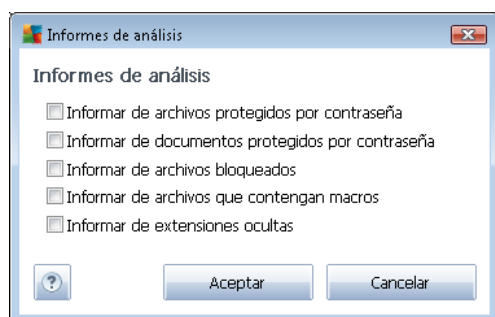 Informes de análisis
Informes de análisis
Informar de archivos protegidos por contraseña
Informar de documentos protegidos por contraseña
Informar de archivos bloqueados
Informar de archivos que contengan macros
Informar de extensiones ocultas
?
Aceptar
Cancelar